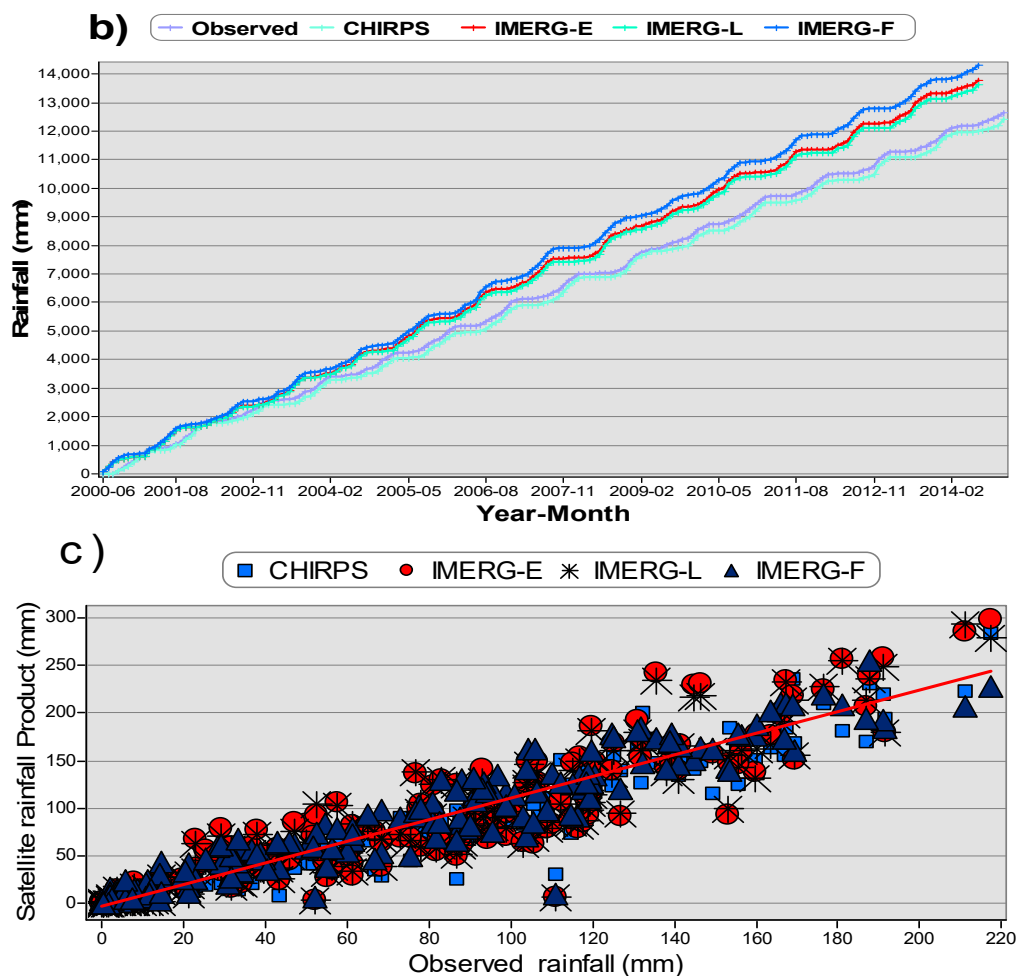 b)
Observed CHIRPS IMERG-E IMERG-L IMERG-F
Rainfall (mm)
14,000
13,000
12,000
11,000
10,000
9,000
8,000
7,000
6,000
5,000
4,000
3,000
2,000
1,000
0
2000-06 2001-08 2002-11 2004-02 2005-05 2006-08 2007-11 2009-02 2010-05 2011-08 2012-11 2014-02
Year-Month
c)
CHIRPS IMERG-E IMERG-L IMERG-F
Satellite rainfall Product (mm)
300
250
200
150
100
50
0
0 20 40 60 80 100 120 140 160 180 200 220
Observed rainfall (mm)